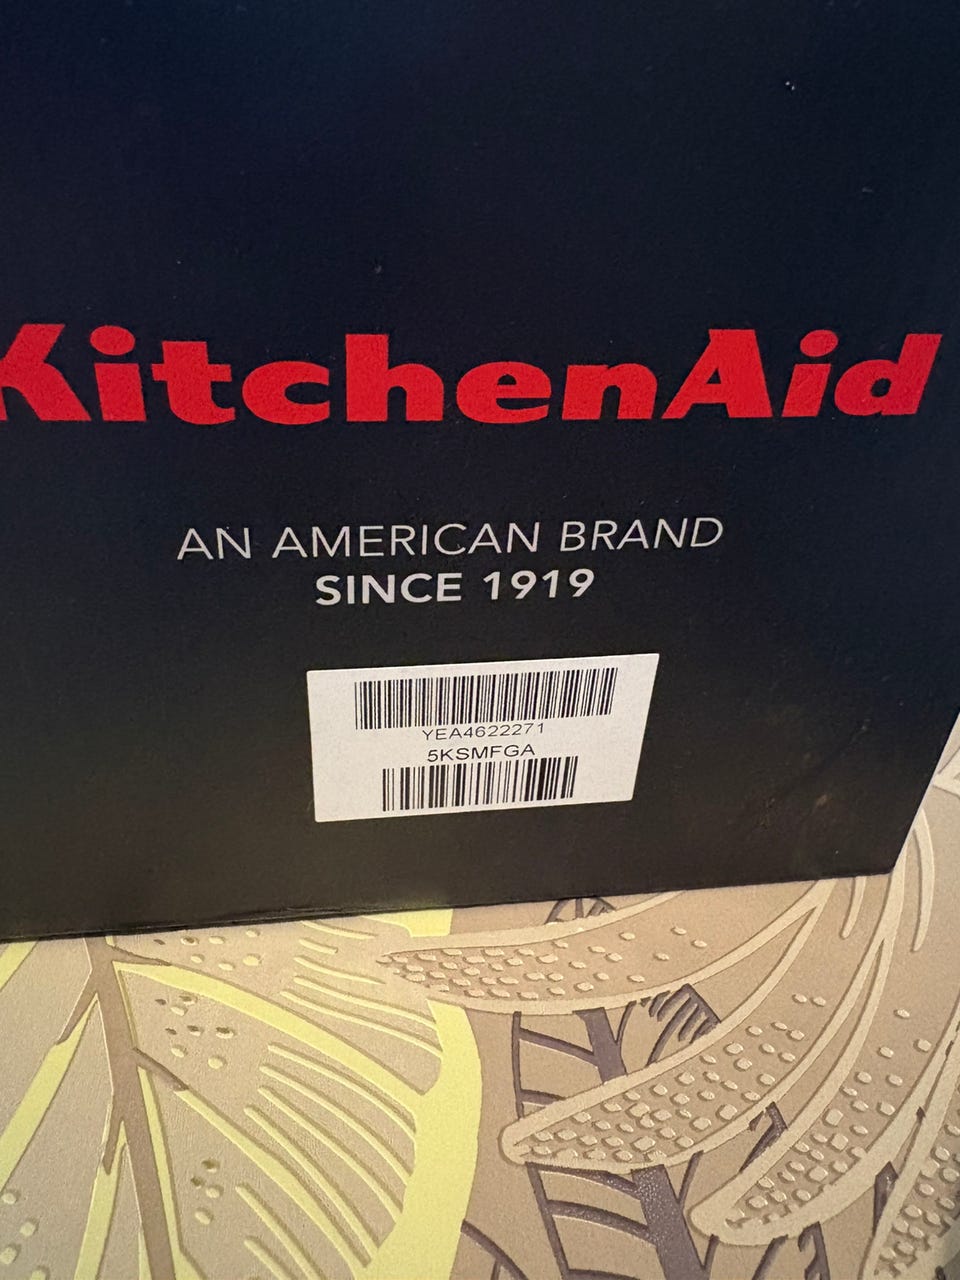 KitchenAid
AN AMERICAN BRAND
SINCE 1919
YEA4622271
5KSMFGA